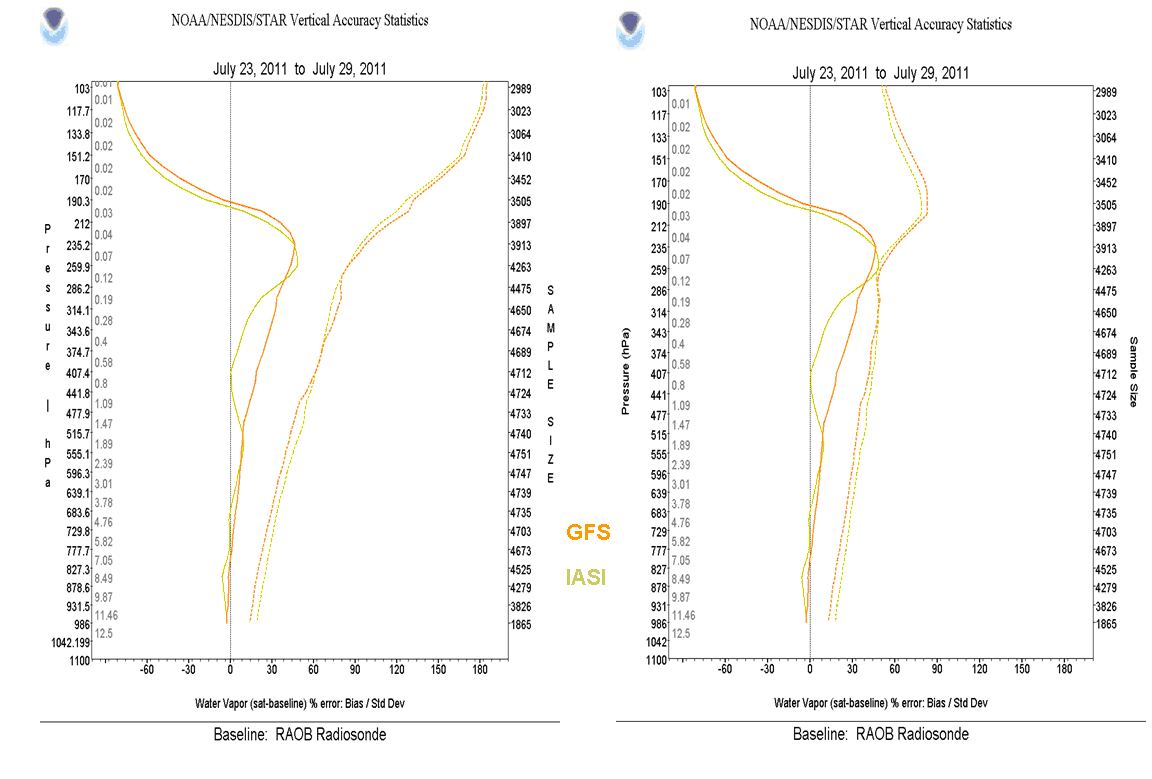 NOAA/NESDIS/STAR Vertical Accuracy Statistics
July 23, 2011 to July 29, 2011
103 0.01 2989
117.7 0.01 3023
133.8 0.02 3064
151.2 0.02 3410
170 0.02 3452
190.3 0.02 3505
212 0.03 3897
235.2 0.04 3913
259.9 0.07 4263
286.2 0.12 4475
314.1 0.19 4650
343.6 0.28 4674
374.7 0.4 4689
407.4 0.58 4712
441.8 0.8 4724
477.9 1.09 4733
515.7 1.47 4740
555.1 1.89 4751
596.3 2.39 4747
639.1 3.01 4739
683.6 3.78 4735
729.8 4.76 4703
777.7 5.82 4673
827.3 7.05 4525
878.6 8.49 4279
931.5 9.87 3826
986 11.46 1865
1042.199 12.5
1100
Pressure | hPa
SAMPLE SIZE
-60 -30 0 30 60 90 120 150 180
Water Vapor (sat-baseline) % error: Bias / Std Dev
Baseline: RAOB Radiosonde
GFS
IASI
NOAA/NESDIS/STAR Vertical Accuracy Statistics
July 23, 2011 to July 29, 2011
103 2989
117 0.01 3023
133 0.02 3064
151 0.02 3410
170 0.02 3452
190 0.02 3505
212 0.03 3897
235 0.04 3913
259 0.07 4263
286 0.12 4475
314 0.19 4650
343 0.28 4674
374 0.4 4689
407 0.58 4712
441 0.8 4724
477 1.09 4733
515 1.47 4740
555 1.89 4751
596 2.39 4747
639 3.01 4739
683 3.78 4735
729 4.76 4703
777 5.82 4673
827 7.05 4525
878 8.49 4279
931 9.87 3826
986 11.46 1865
1042 12.5
1100
Pressure (hPa)
Sample Size
-60 -30 0 30 60 90 120 150 180
Water Vapor (sat-baseline) % error: Bias / Std Dev
Baseline: RAOB Radiosonde